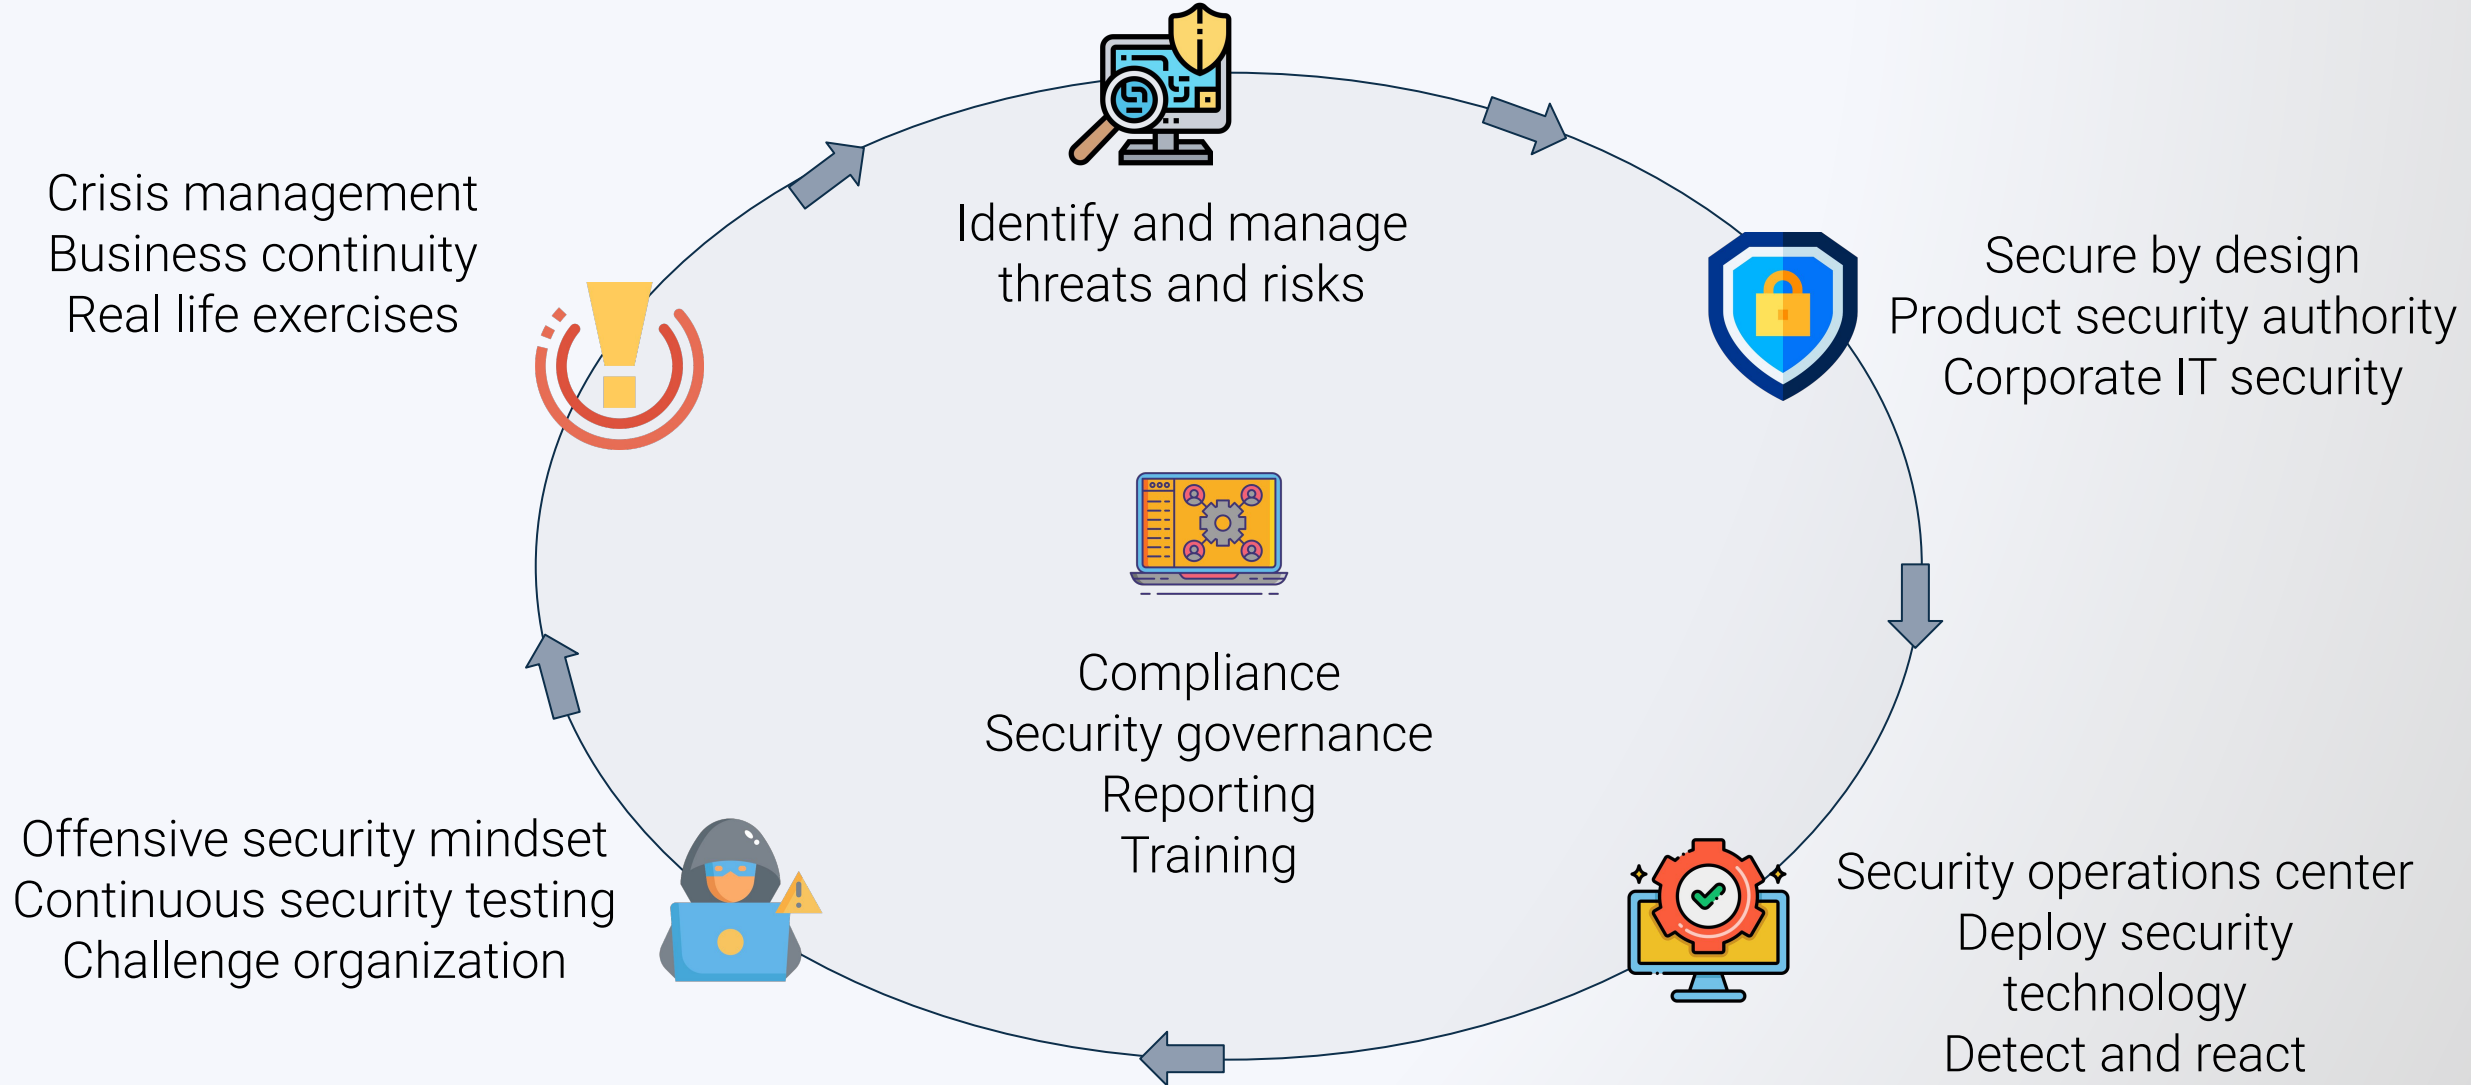 Identify and manage
threats and risks
Secure by design
Product security authority
Corporate IT security
Security operations center
Deploy security
technology
Detect and react
Offensive security mindset
Continuous security testing
Challenge organization
Crisis management
Business continuity
Real life exercises
Compliance
Security governance
Reporting
Training